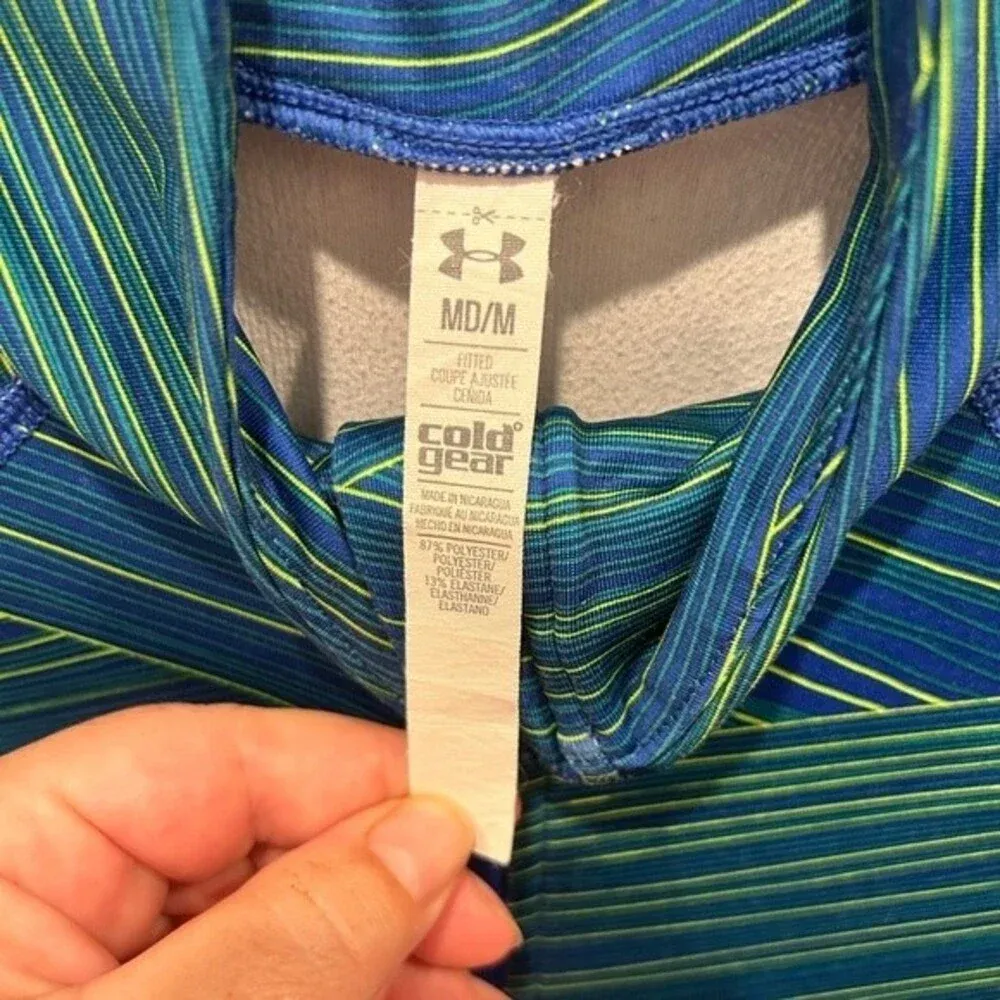 MD/M
FITTED
COUPE AJUSTÉE
CEÑIDA
cold
gear
MADE IN NICARAGUA
FABRIQUÉ AU NICARAGUA
HECHO EN NICARAGUA
87% POLYESTER/
POLYESTER/
POLIÉSTER
13% ELASTANE/
ÉLASTHANNE/
ELASTANO